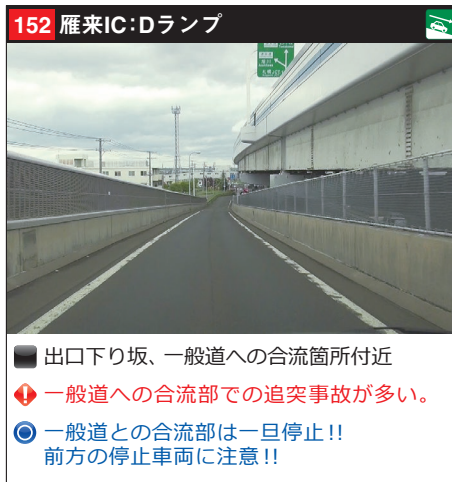 152 雁来IC:Dランプ
出口下り坂、一般道への合流箇所付近
一般道への合流部での追突事故が多い。
一般道との合流部は一旦停止!!
前方の停止車両に注意!!